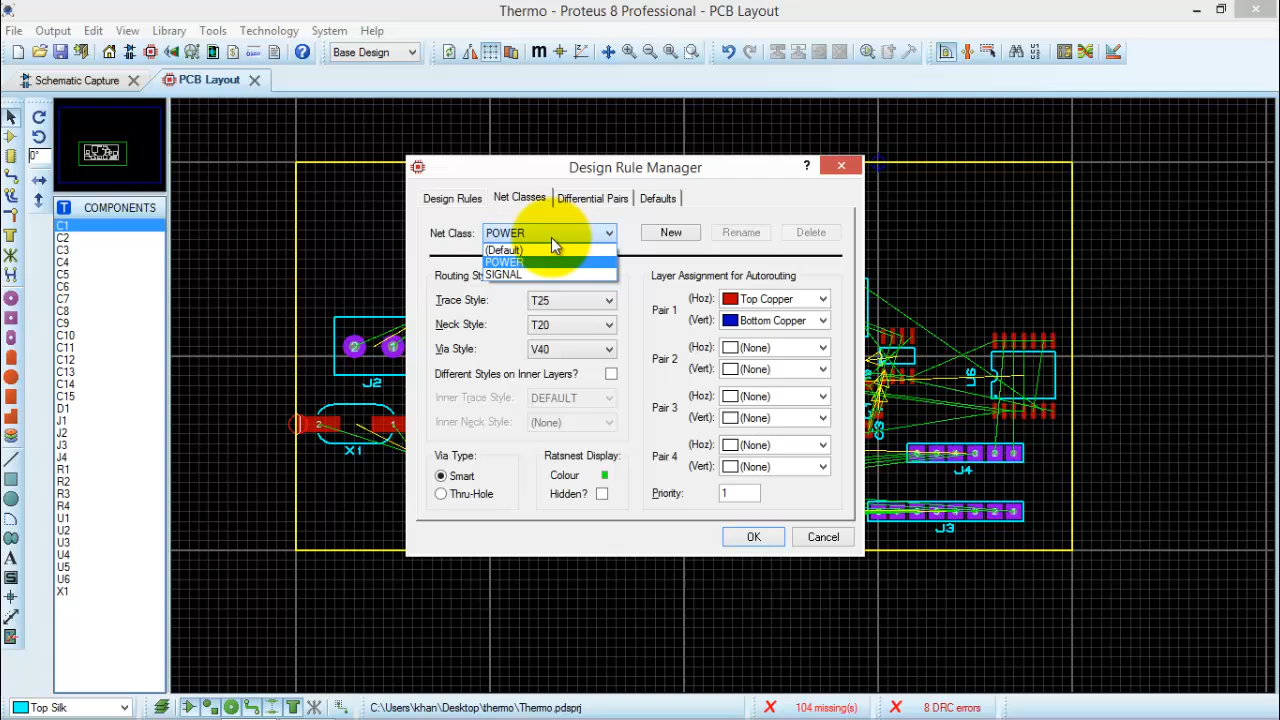 Thermo - Proteus 8 Professional - PCB Layout
File Output Edit View Library Tools Technology System Help
Base Design
Schematic Capture
PCB Layout
0°
COMPONENTS
C1
C2
C3
C4
C5
C6
C7
C8
C9
C10
C11
C12
C13
C14
C15
D1
J1
J2
J3
J4
R1
R2
R3
R4
U1
U2
U3
U4
U5
U6
X1
Design Rule Manager
Design Rules Net Classes Differential Pairs Defaults
Net Class: POWER New Rename Delete
(Default)
POWER
SIGNAL
Trace Style: T25
Neck Style: T20
Via Style: V40
Different Styles on Inner Layers?
Inner Trace Style: DEFAULT
Inner Neck Style: (None)
Via Type:
Smart
Thru-Hole
Ratsnest Display:
Colour
Hidden?
Layer Assignment for Autorouting
Pair 1 (Hoz): Top Copper
(Vert): Bottom Copper
Pair 2 (Hoz): (None)
(Vert): (None)
Pair 3 (Hoz): (None)
(Vert): (None)
Pair 4 (Hoz): (None)
(Vert): (None)
Priority: 1
OK Cancel
2 1
J2
2 1
X1
U6
C3
J4
J3
Top Silk
C:\Users\khan\Desktop\thermo\Thermo.pdsprj
104 missing(s)
8 DRC errors